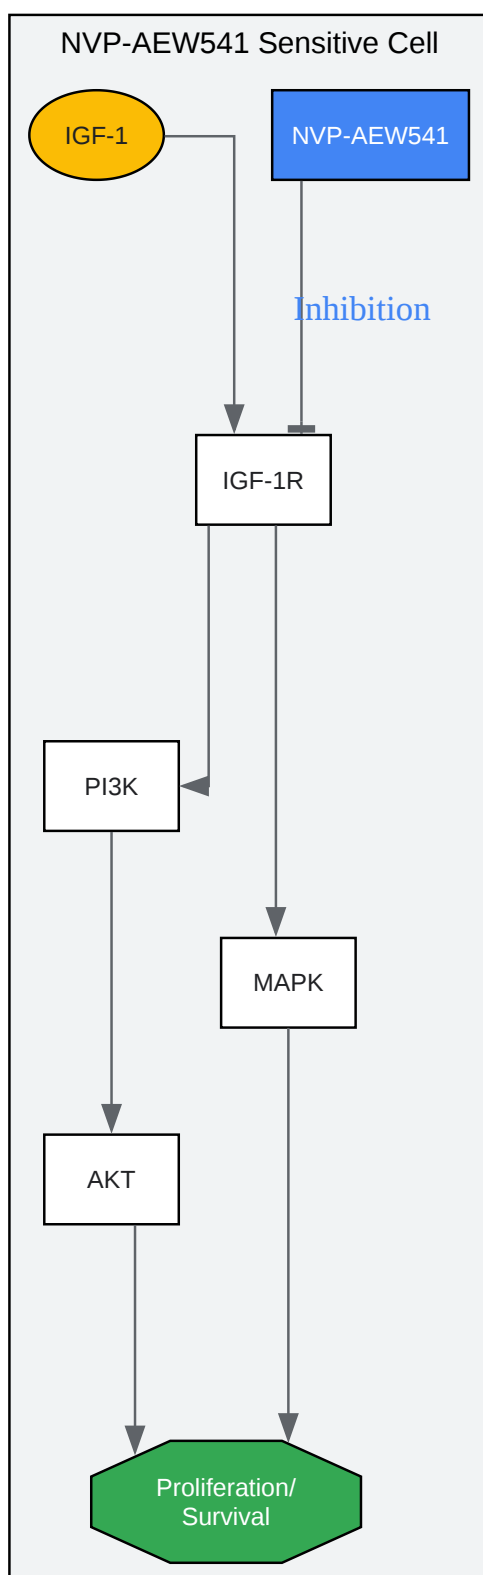 NVP-AEW541 Sensitive Cell
IGF-1
NVP-AEW541
Inhibition
IGF-1R
PI3K
MAPK
AKT
Proliferation/
Survival